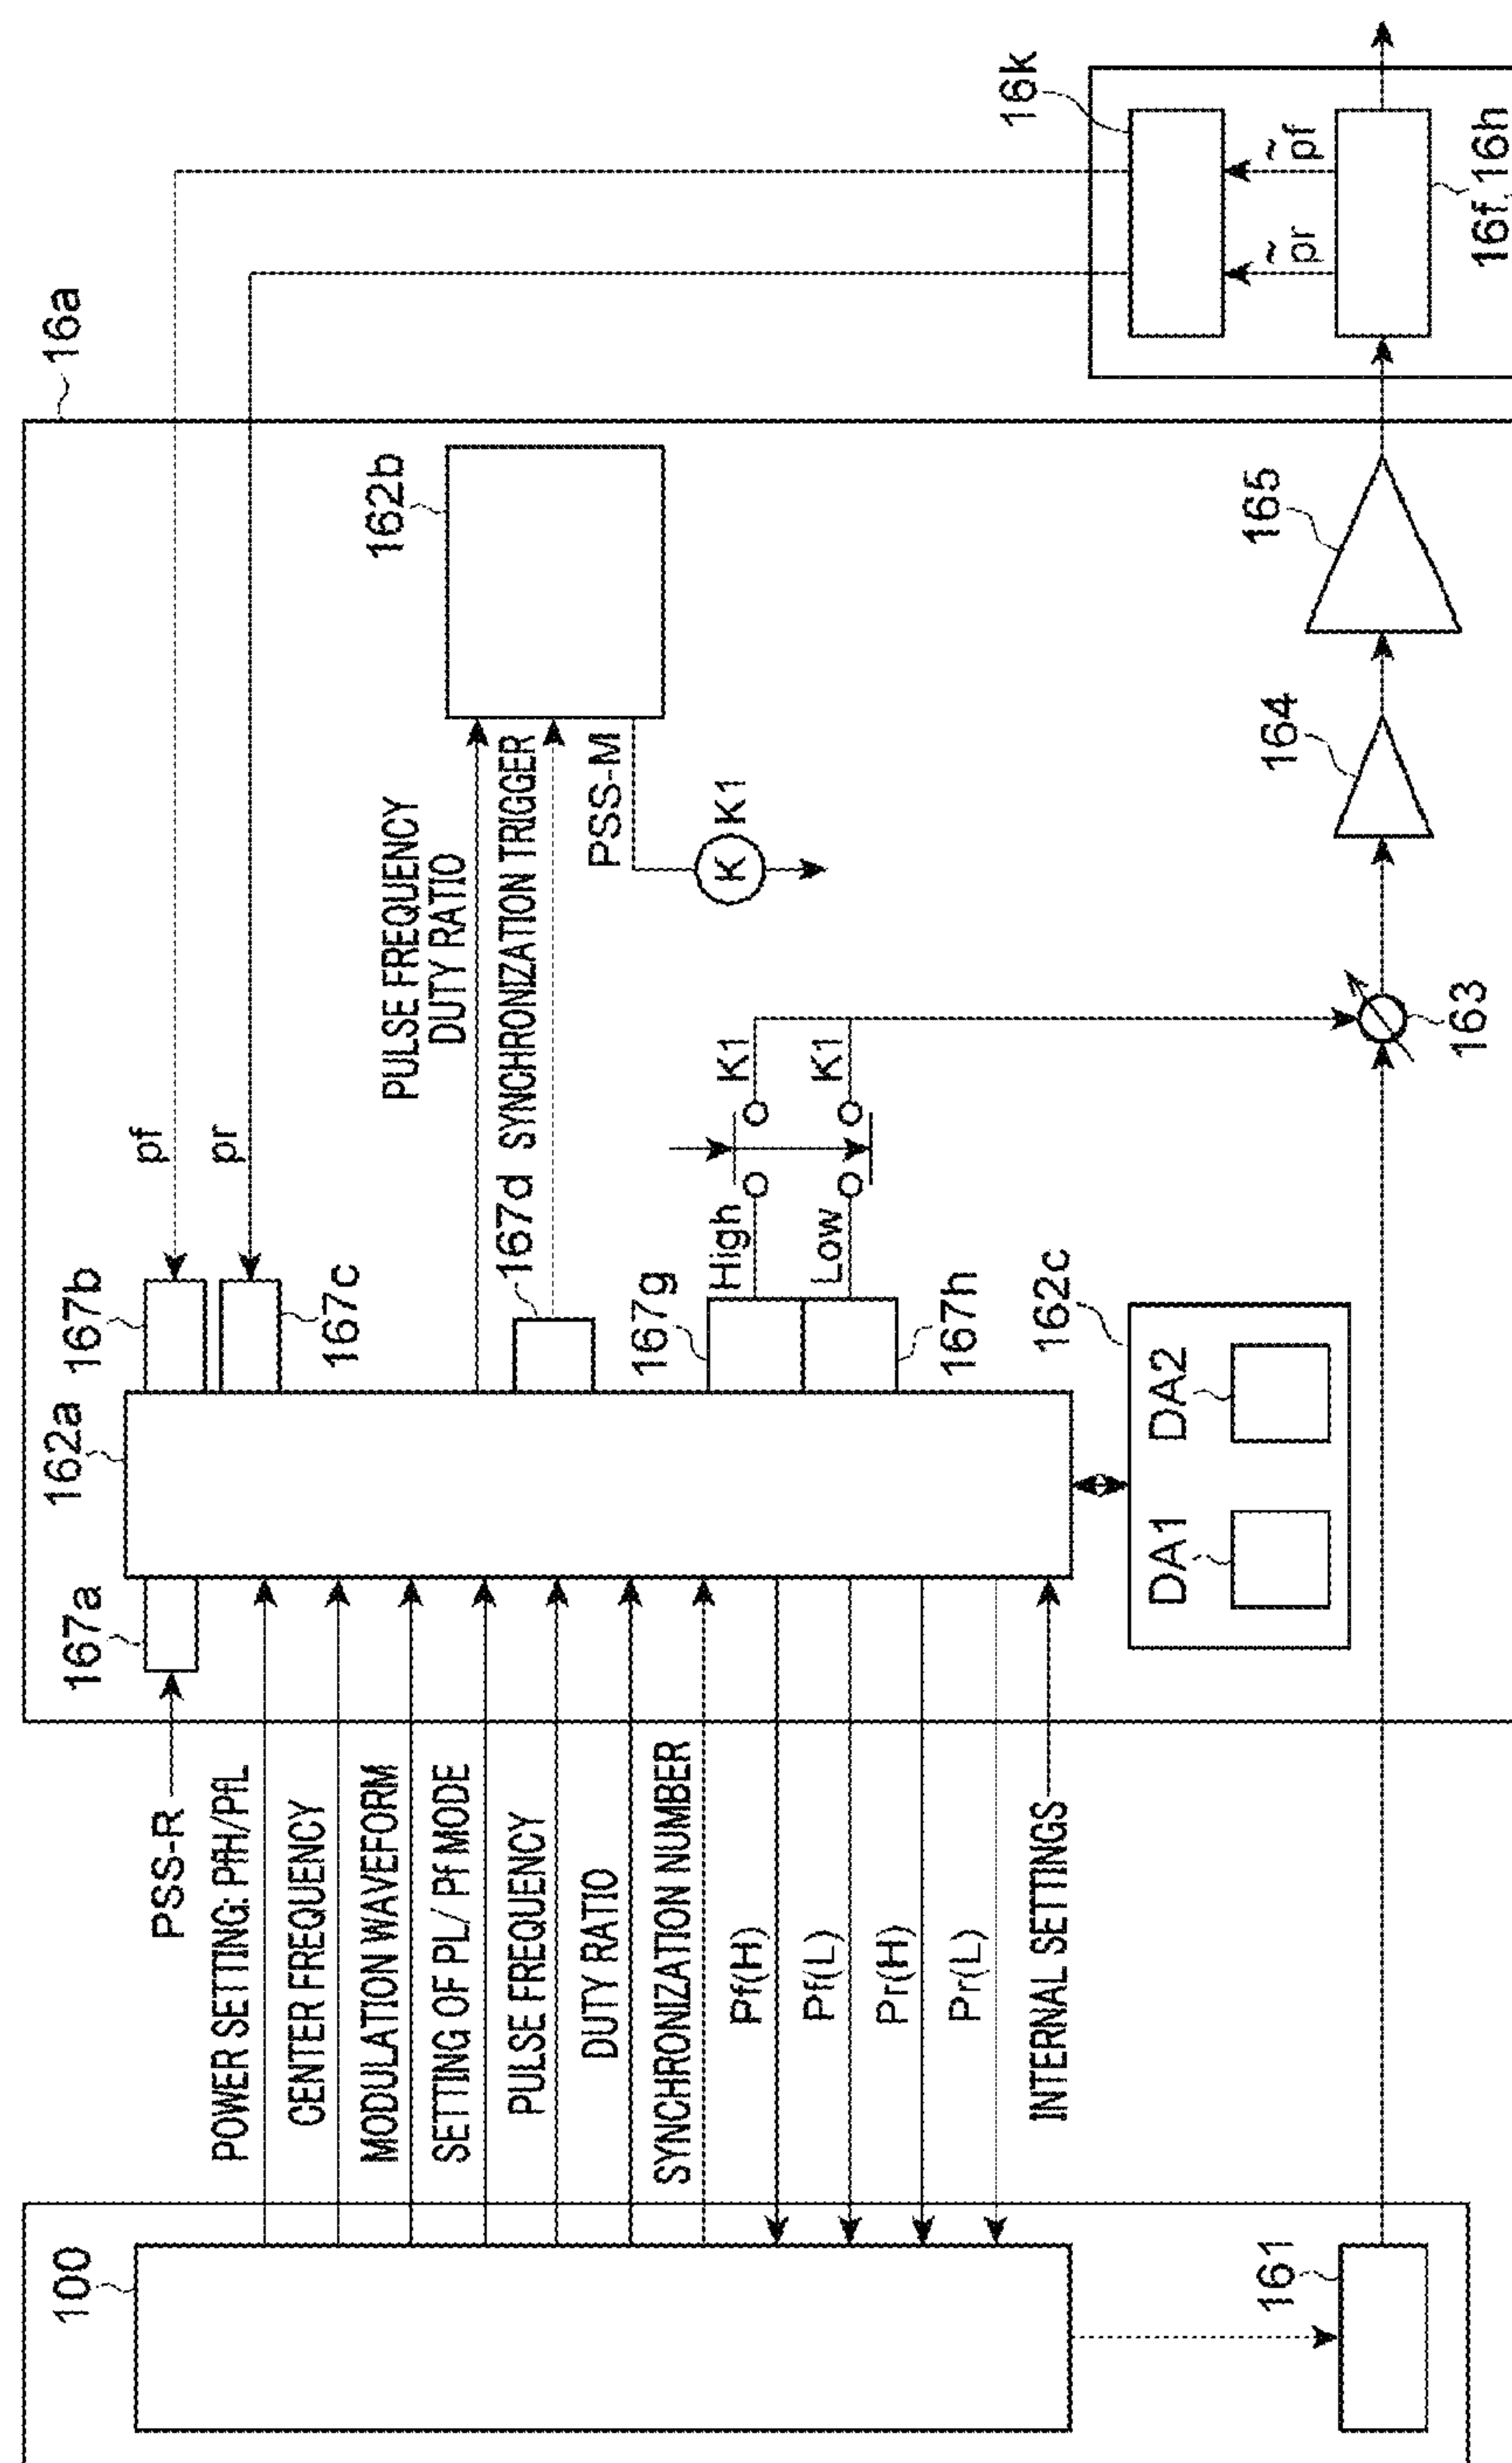 100
161
PSS-R
POWER SETTING: PfH/PfL
CENTER FREQUENCY
MODULATION WAVEFORM
SETTING OF PL/ Pf MODE
PULSE FREQUENCY
DUTY RATIO
SYNCHRONIZATION NUMBER
Pf(H)
Pf(L)
Pr(H)
Pr(L)
INTERNAL SETTINGS
16a
167a
162a
167b
167c
pf
pr
PULSE FREQUENCY
DUTY RATIO
167d
SYNCHRONIZATION TRIGGER
162b
PSS-M
K
K1
167g
High
K1
167h
Low
K1
162c
DA1
DA2
163
164
165
16k
p̃r
p̃f
16f, 16h